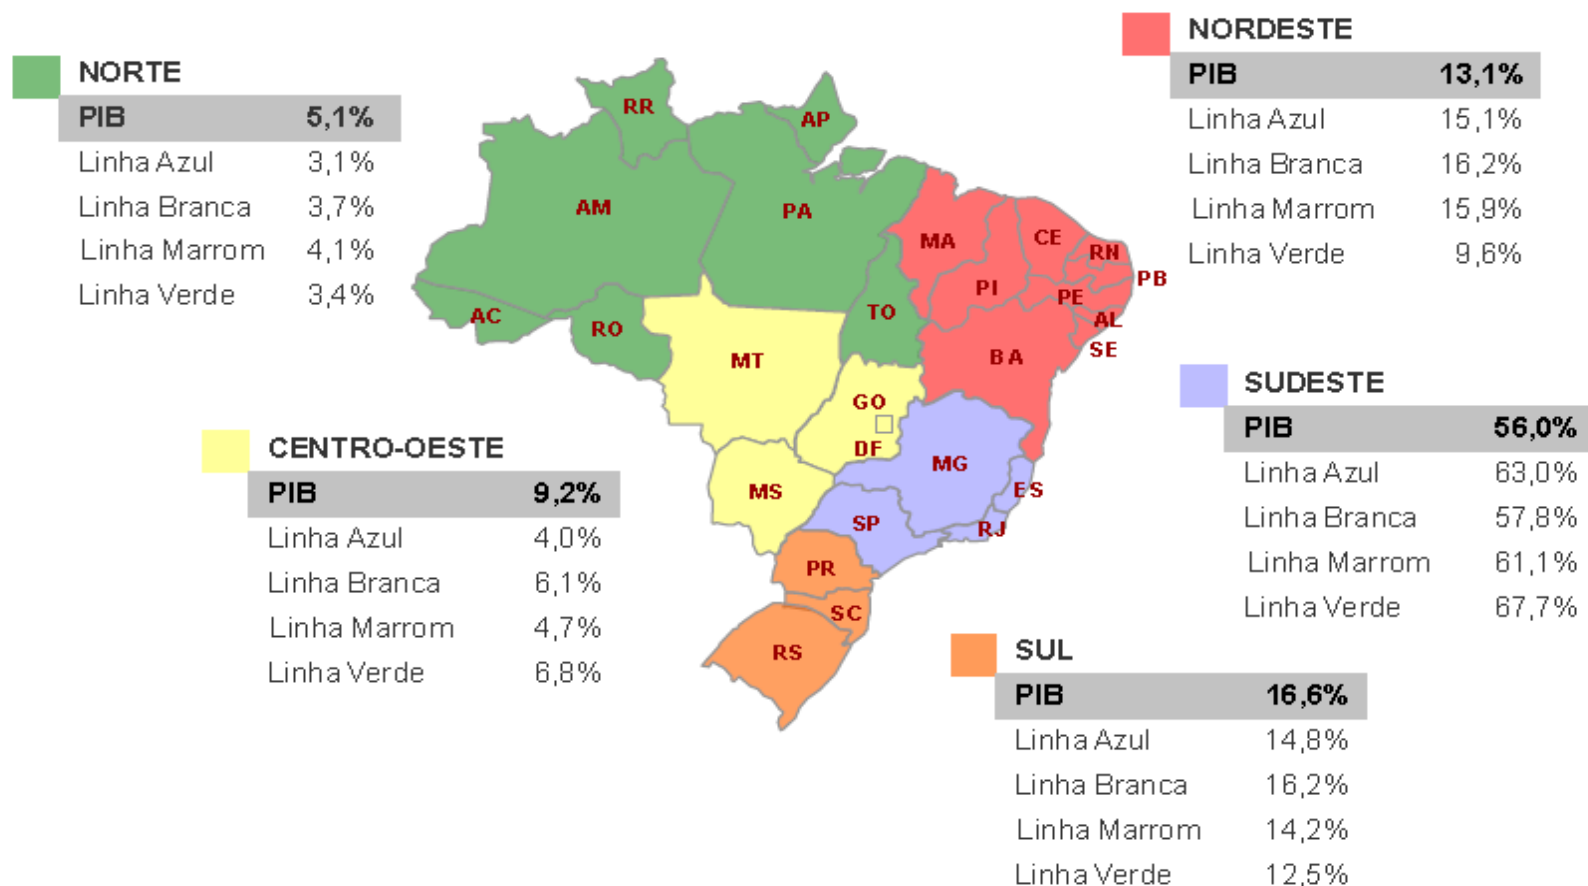 NORTE
PIB 5,1%
Linha Azul 3,1%
Linha Branca 3,7%
Linha Marrom 4,1%
Linha Verde 3,4%
NORDESTE
PIB 13,1%
Linha Azul 15,1%
Linha Branca 16,2%
Linha Marrom 15,9%
Linha Verde 9,6%
RR
AP
AM
PA
MA
CE
RN
PB
PI
PE
AC
RO
TO
AL
SE
BA
MT
GO
DF
MG
ES
MS
SP
RJ
PR
SC
RS
CENTRO-OESTE
PIB 9,2%
Linha Azul 4,0%
Linha Branca 6,1%
Linha Marrom 4,7%
Linha Verde 6,8%
SUDESTE
PIB 56,0%
Linha Azul 63,0%
Linha Branca 57,8%
Linha Marrom 61,1%
Linha Verde 67,7%
SUL
PIB 16,6%
Linha Azul 14,8%
Linha Branca 16,2%
Linha Marrom 14,2%
Linha Verde 12,5%